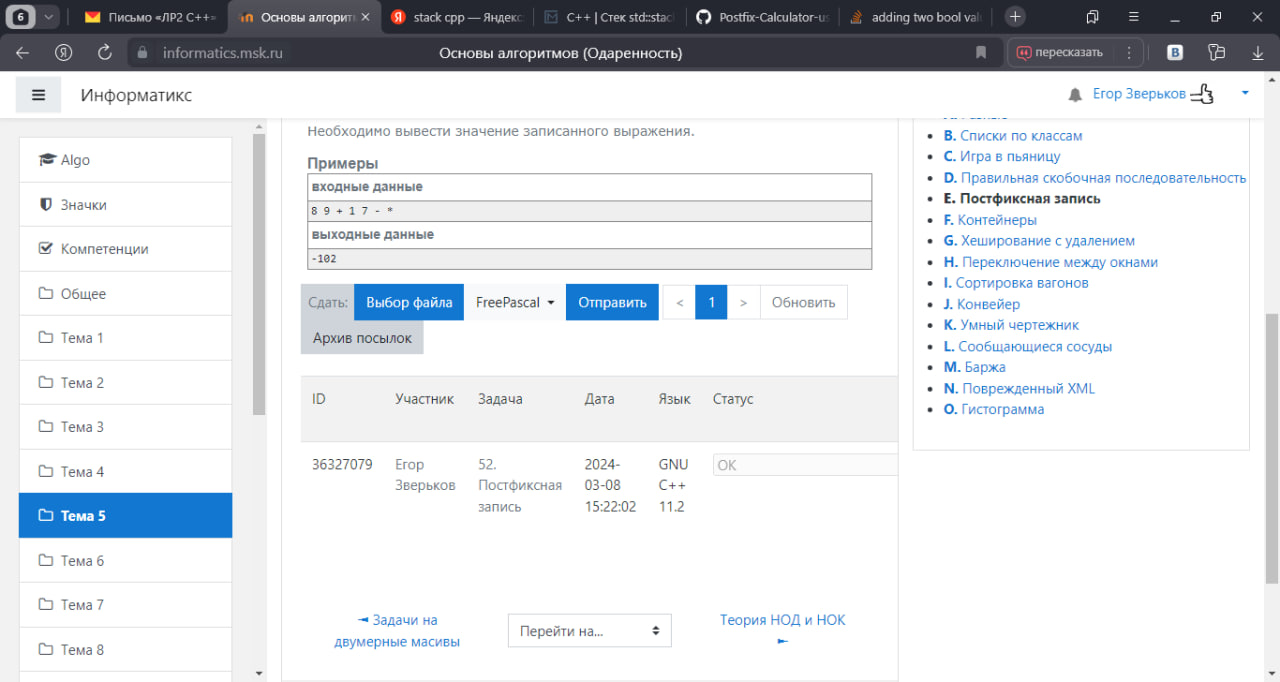 6
Письмо «ЛР2 С++»
Основы алгорит
stack cpp — Яндекс
C++ | Стек std::stac
Postfix-Calculator-us
adding two bool val
informatics.msk.ru
Основы алгоритмов (Одаренность)
пересказать
B
Информатикс
Егор Зверьков
Algo
Значки
Компетенции
Общее
Тема 1
Тема 2
Тема 3
Тема 4
Тема 5
Тема 6
Тема 7
Тема 8
Необходимо вывести значение записанного выражения.
Примеры
входные данные
8 9 + 1 7 - *
выходные данные
-102
Сдать: Выбор файла FreePascal Отправить < 1 > Обновить
Архив посылок
ID Участник Задача Дата Язык Статус
36327079 Егор 52. 2024- GNU OK
Зверьков Постфиксная 03-08 C++
запись 15:22:02 11.2
◄ Задачи на
двумерные масивы
Перейти на...
Теория НОД и НОК
►
B. Списки по классам
C. Игра в пьяницу
D. Правильная скобочная последовательность
E. Постфиксная запись
F. Контейнеры
G. Хеширование с удалением
H. Переключение между окнами
I. Сортировка вагонов
J. Конвейер
K. Умный чертежник
L. Сообщающиеся сосуды
M. Баржа
N. Поврежденный XML
O. Гистограмма